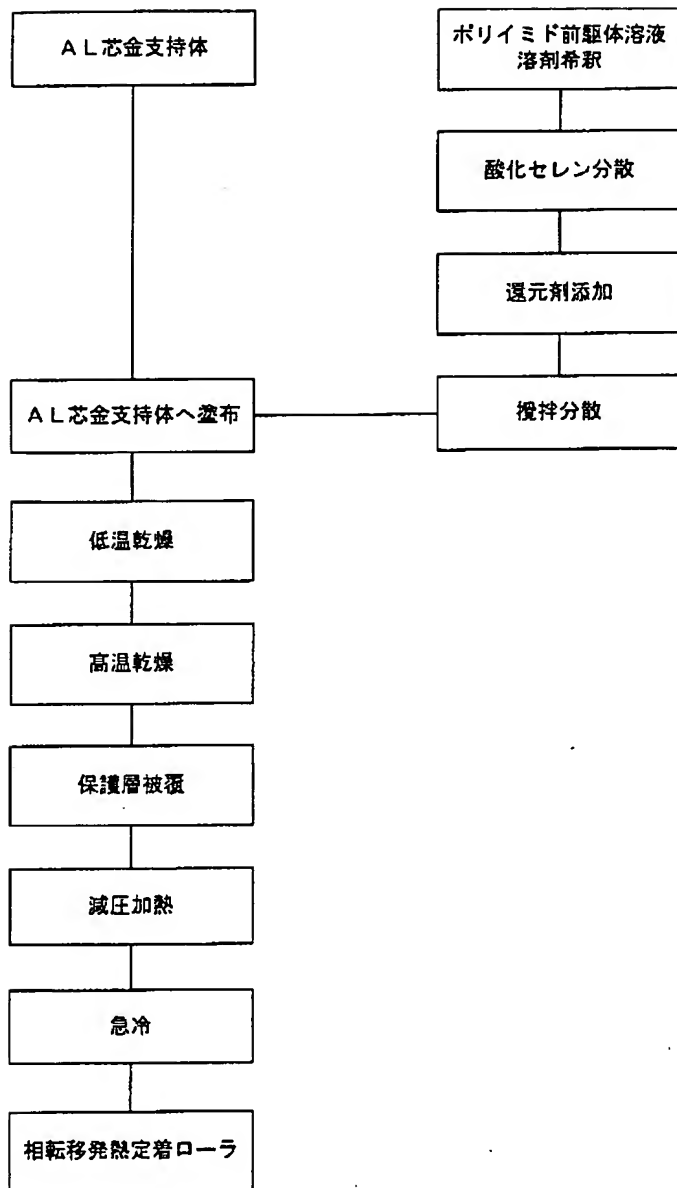 ＡＬ芯金支持体
ポリイミド前駆体溶液
溶剤希釈
酸化セレン分散
還元剤添加
攪拌分散
ＡＬ芯金支持体へ塗布
低温乾燥
高温乾燥
保護層被覆
減圧加熱
急冷
相転移発熱定着ローラ